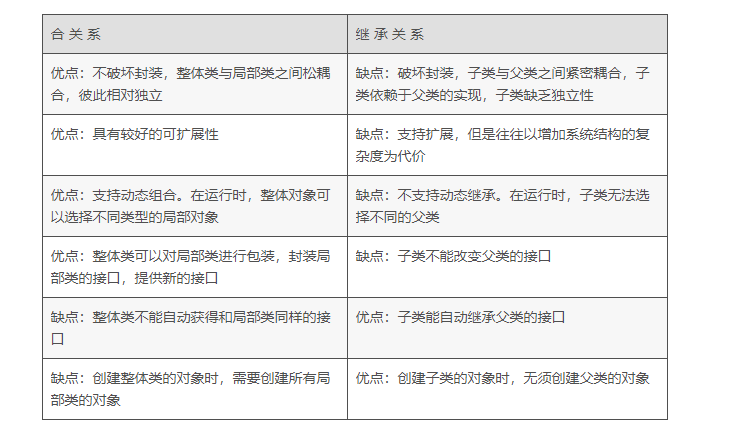 合 关 系
继 承 关 系
优点：不破坏封装，整体类与局部类之间松耦
合，彼此相对独立
缺点：破坏封装，子类与父类之间紧密耦合，子
类依赖于父类的实现，子类缺乏独立性
优点：具有较好的可扩展性
缺点：支持扩展，但是往往以增加系统结构的复
杂度为代价
优点：支持动态组合。在运行时，整体对象可
以选择不同类型的局部对象
缺点：不支持动态继承。在运行时，子类无法选
择不同的父类
优点：整体类可以对局部类进行包装，封装局
部类的接口，提供新的接口
缺点：子类不能改变父类的接口
缺点：整体类不能自动获得和局部类同样的接
口
优点：子类能自动继承父类的接口
缺点：创建整体类的对象时，需要创建所有局
部类的对象
优点：创建子类的对象时，无须创建父类的对象